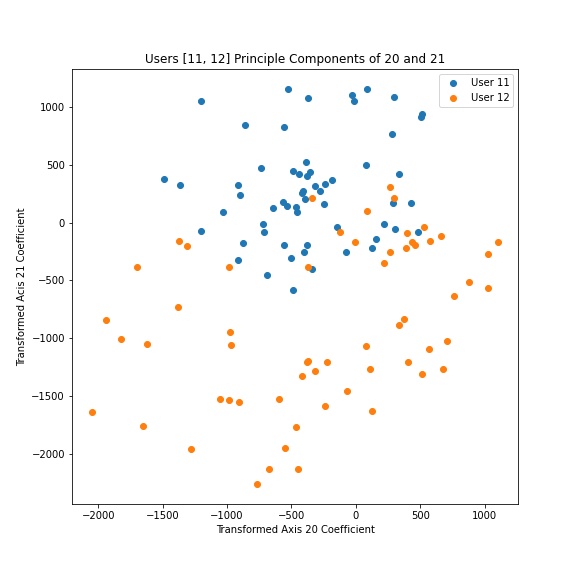 Users [11, 12] Principle Components of 20 and 21
User 11
User 12
Transformed Acis 21 Coefficient
1000
500
0
−500
−1000
−1500
−2000
−2000
−1500
−1000
−500
0
500
1000
Transformed Axis 20 Coefficient